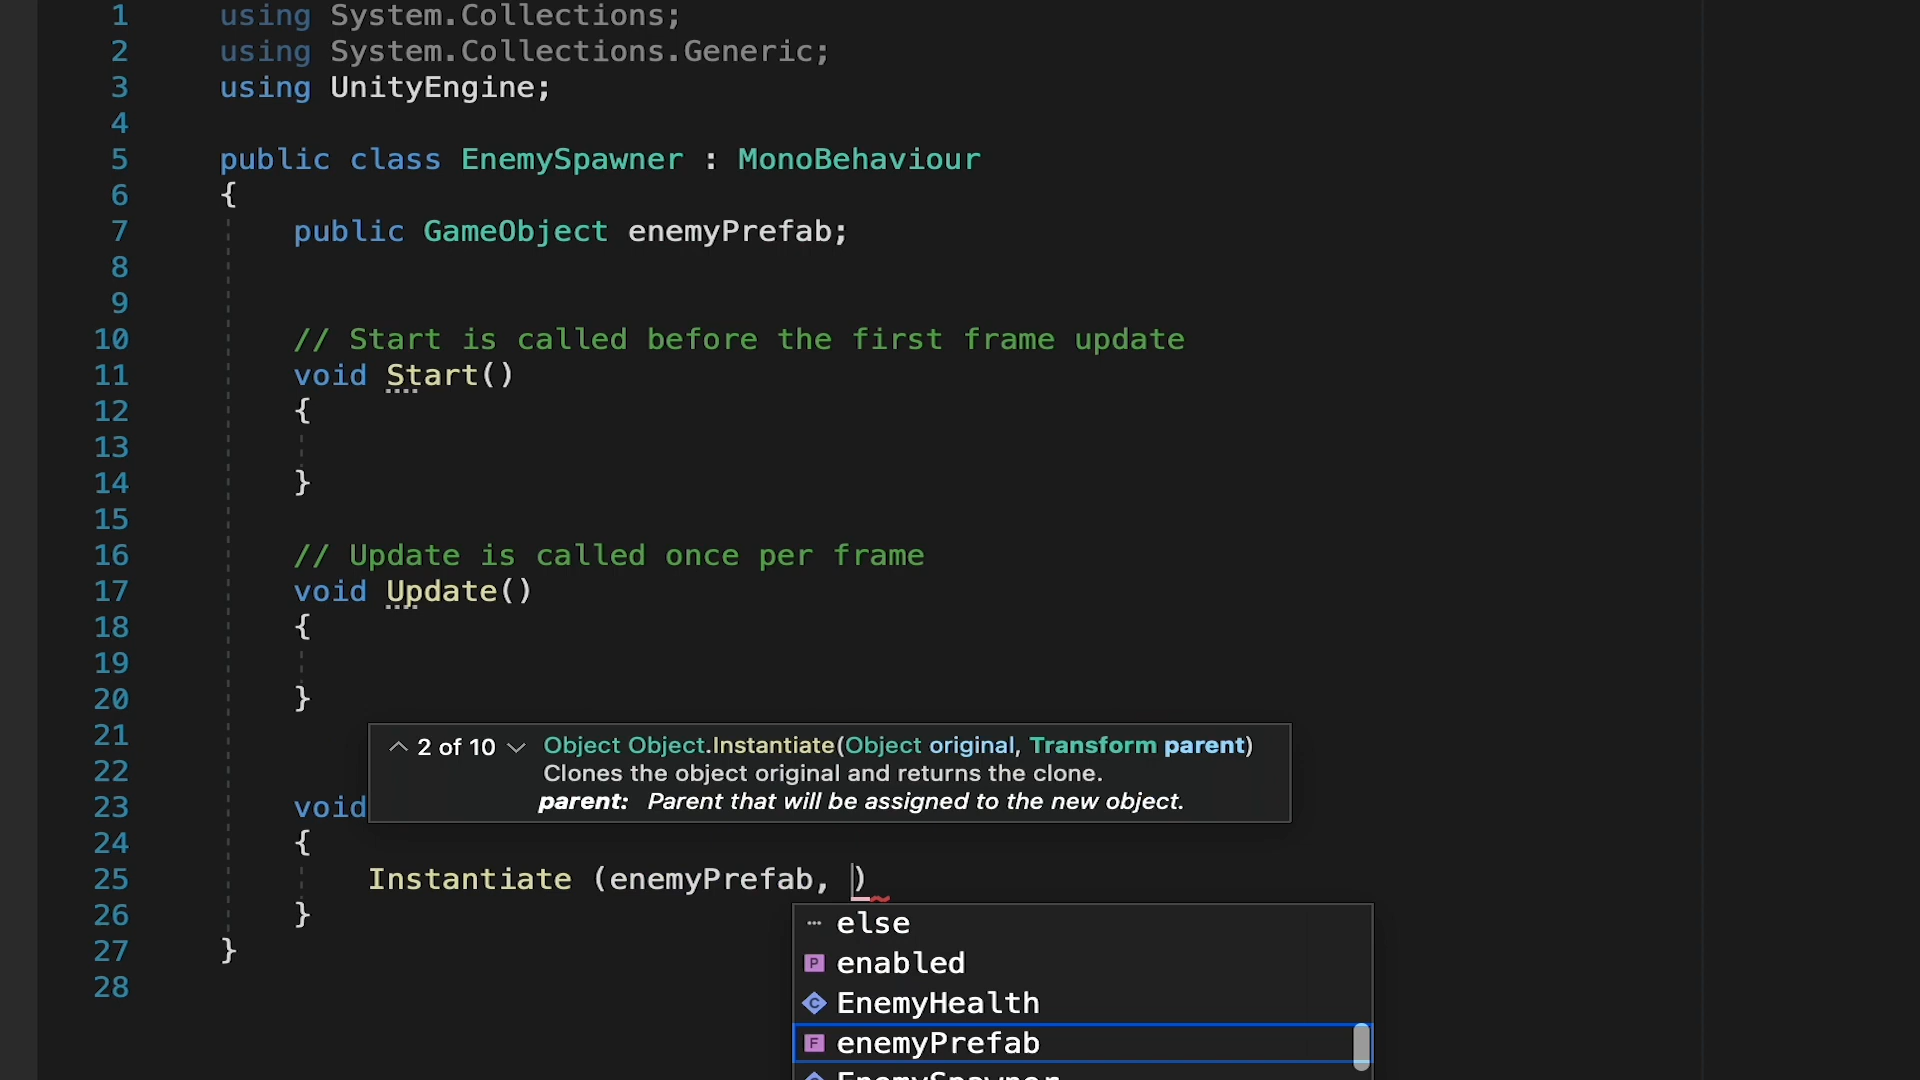 1 using System.Collections;
2 using System.Collections.Generic;
3 using UnityEngine;
4
5 public class EnemySpawner : MonoBehaviour
6 {
7 public GameObject enemyPrefab;
8
9
10 // Start is called before the first frame update
11 void Start()
12 {
13
14 }
15
16 // Update is called once per frame
17 void Update()
18 {
19
20 }
21
2 of 10 Object Object.Instantiate(Object original, Transform parent)
22
Clones the object original and returns the clone.
23 void
parent: Parent that will be assigned to the new object.
24 {
25 Instantiate (enemyPrefab, )
26 }
27 }
28
else
P enabled
C EnemyHealth
F enemyPrefab
EnemySpawner